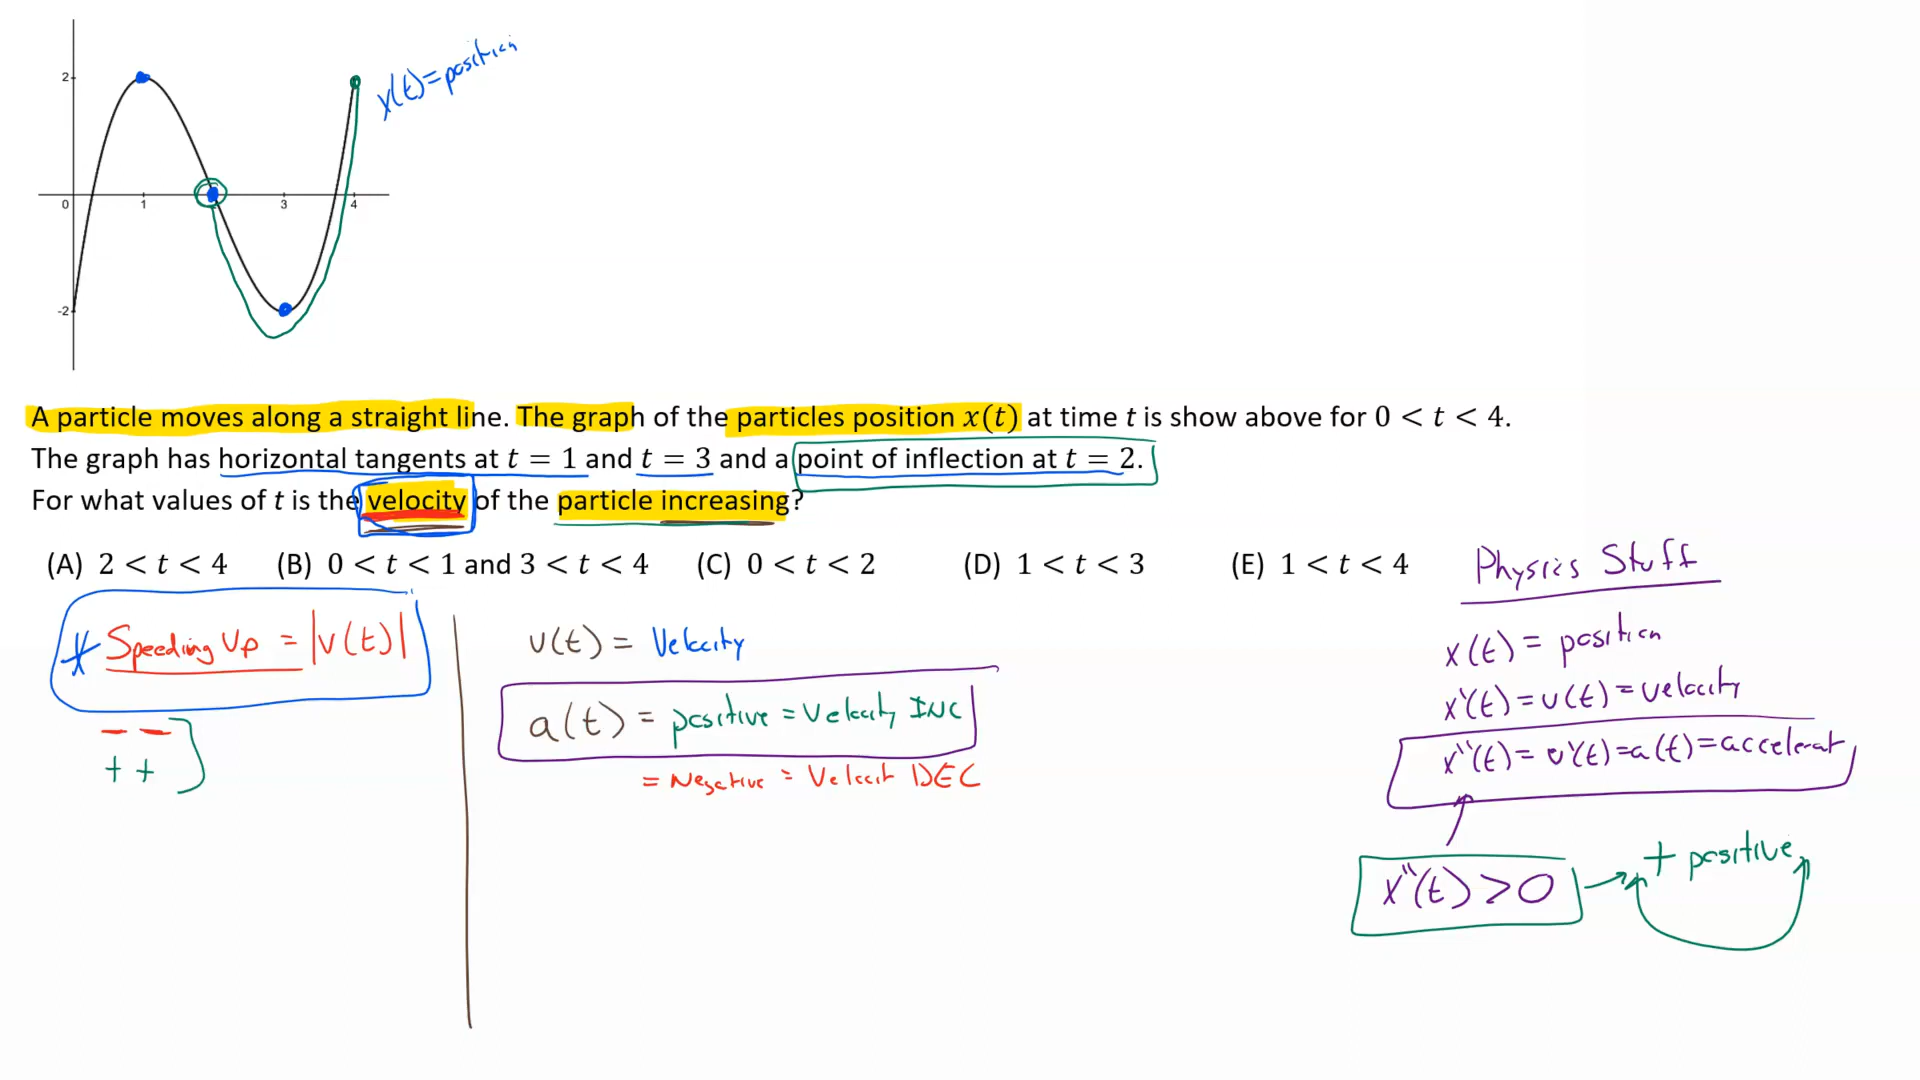 x(t)=position
2
0
1
3
4
-2
A particle moves along a straight line. The graph of the particles position x(t) at time t is show above for 0 < t < 4.
The graph has horizontal tangents at t = 1 and t = 3 and a point of inflection at t = 2.
For what values of t is the velocity of the particle increasing?
(A) 2 < t < 4 (B) 0 < t < 1 and 3 < t < 4 (C) 0 < t < 2 (D) 1 < t < 3 (E) 1 < t < 4
Physics Stuff
* Speeding Up = |v(t)|
v(t) = Velocity
x(t) = position
x'(t) = v(t) = velocity
a(t) = positive = Velocity INC
x''(t) = v'(t) = a(t) = accelerat
− −
+ +
= Negative = Velocit DEC
x''(t) > 0
+ positive